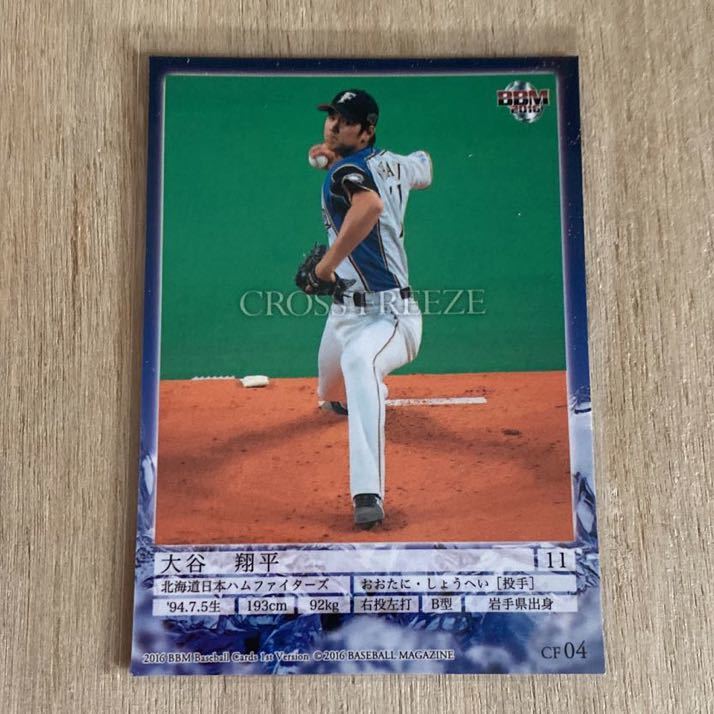 BBM
2016
F
11
CROSS FREEZE
大谷 翔平 11
北海道日本ハムファイターズ おおたに・しょうへい [投手]
'94.7.5生 193cm 92kg 右投左打 B型 岩手県出身
2016 BBM Baseball Cards 1st Version © 2016 BASEBALL MAGAZINE CF04